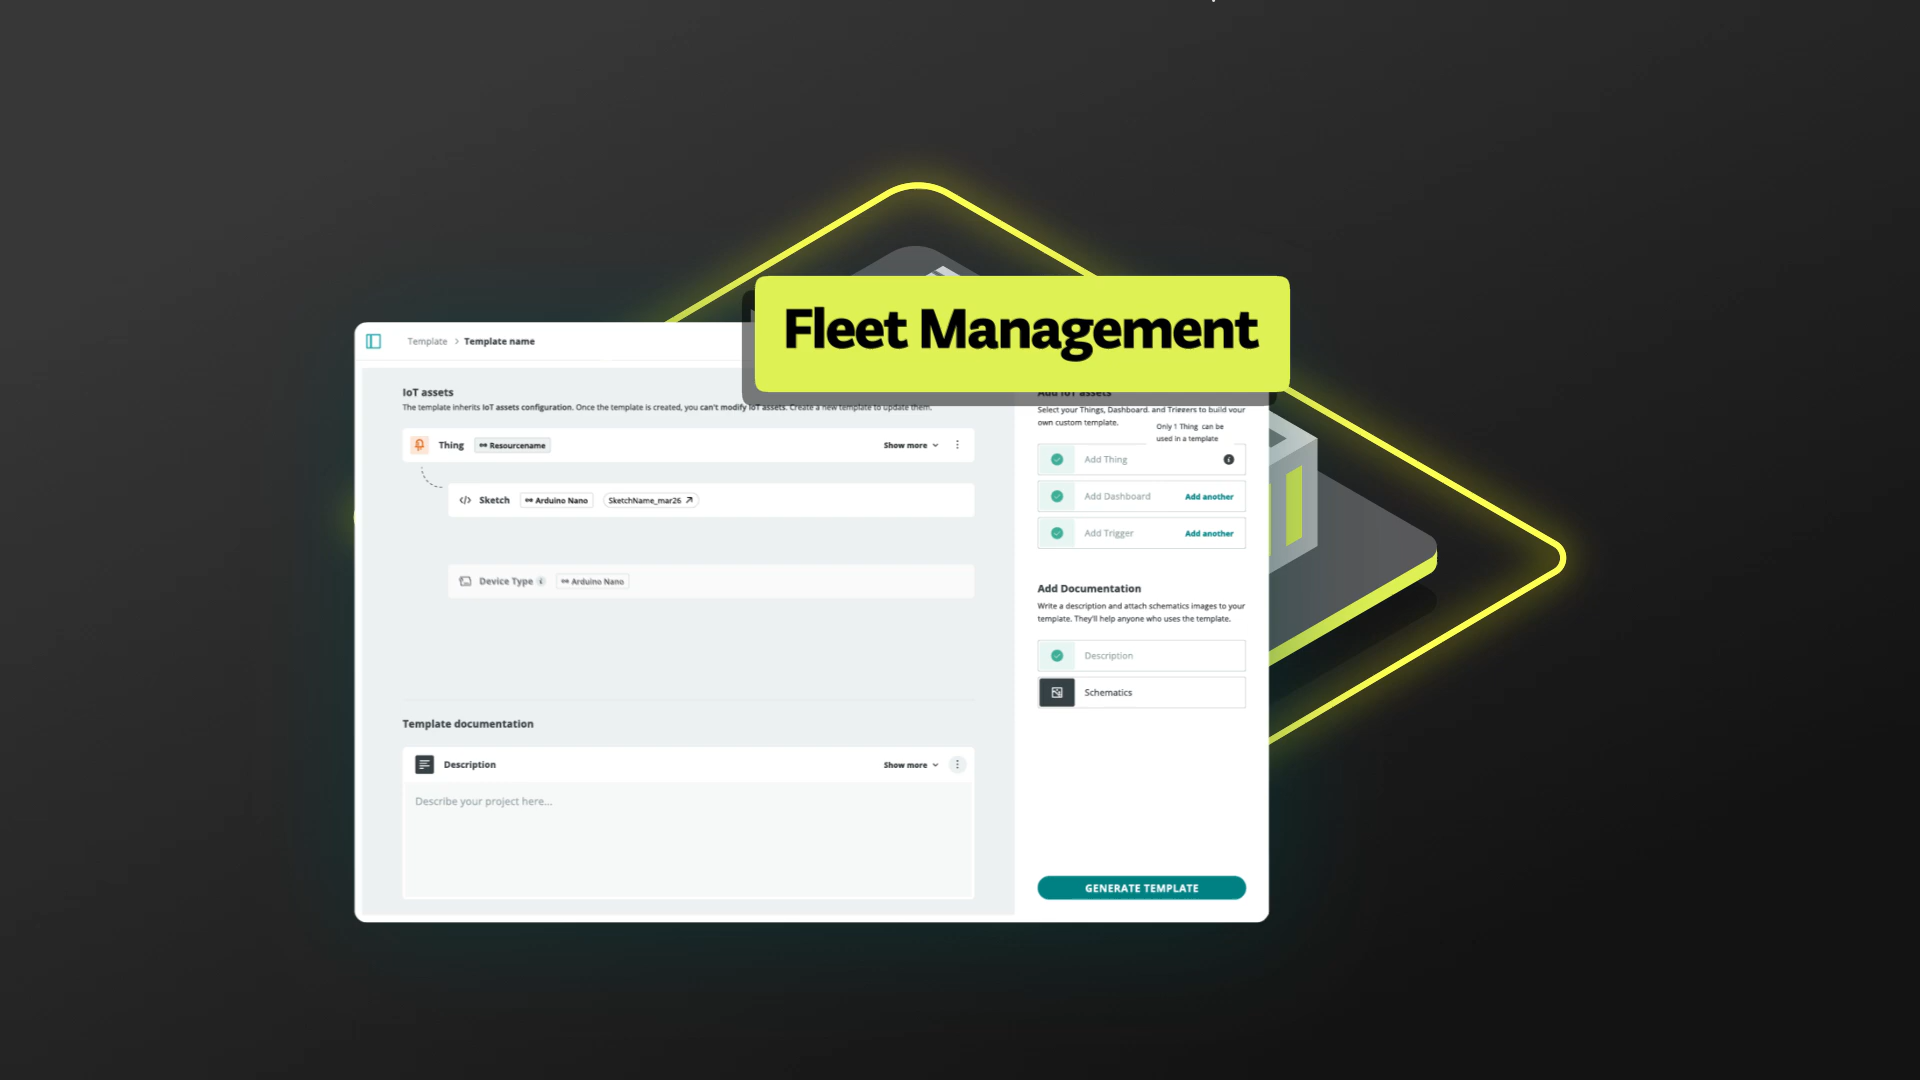 Fleet Management
Template > Template name
IoT assets
The template inherits IoT assets configuration. Once the template is created, you can't modify IoT assets. Create a new template to update them.
Thing
Resourcename
Show more
Sketch
Arduino Nano
SketchName_mar26
Device Type
Arduino Nano
Template documentation
Description
Show more
Describe your project here...
Add IoT assets
Select your Things, Dashboard, and Triggers to build your
own custom template.
Only 1 Thing can be
used in a template
Add Thing
Add Dashboard
Add another
Add Trigger
Add another
Add Documentation
Write a description and attach schematics images to your
template. They'll help anyone who uses the template.
Description
Schematics
GENERATE TEMPLATE